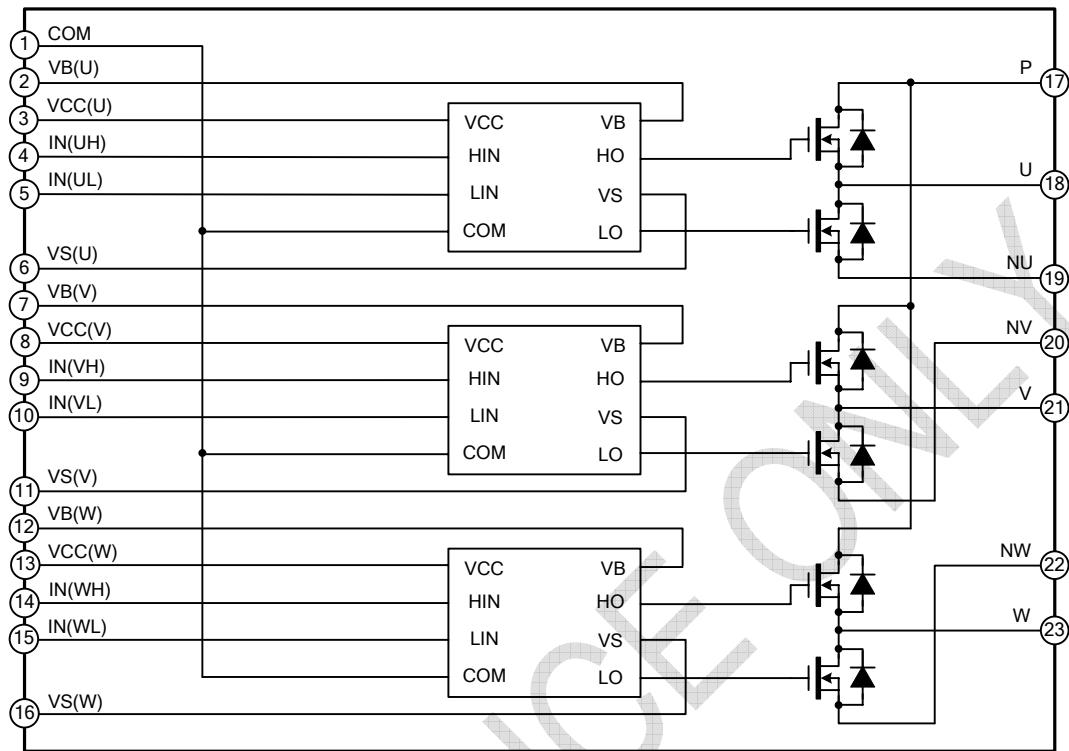 1 COM
2 VB(U)
3 VCC(U)
4 IN(UH)
5 IN(UL)
6 VS(U)
7 VB(V)
8 VCC(V)
9 IN(VH)
10 IN(VL)
11 VS(V)
12 VB(W)
13 VCC(W)
14 IN(WH)
15 IN(WL)
16 VS(W)
VCC VB
HIN HO
LIN VS
COM LO
VCC VB
HIN HO
LIN VS
COM LO
VCC VB
HIN HO
LIN VS
COM LO
P 17
U 18
NU 19
NV 20
V 21
NW 22
W 23
ONLY